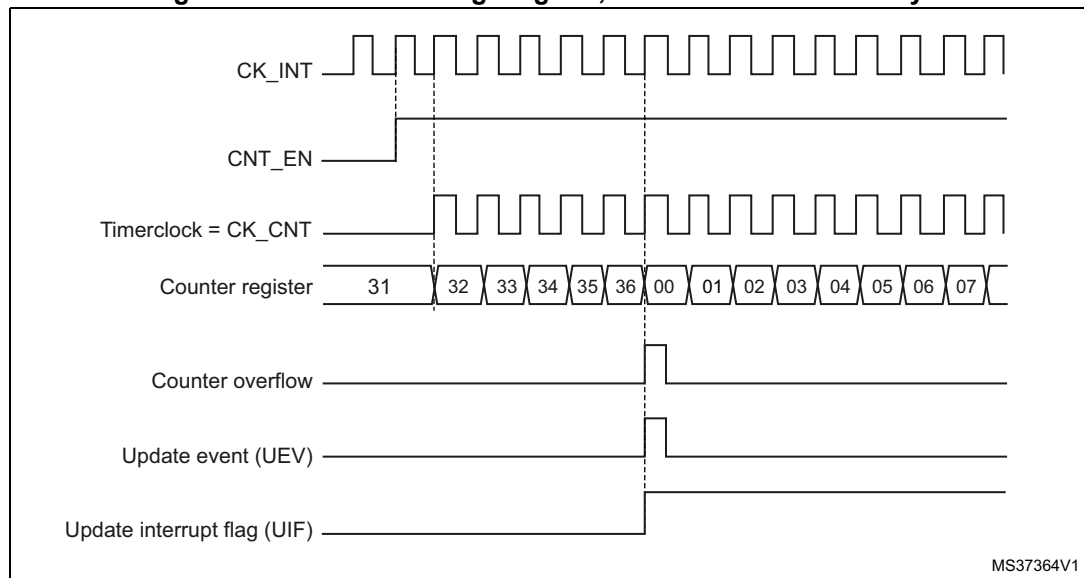 CK_INT
CNT_EN
Timerclock = CK_CNT
Counter register 31 32 33 34 35 36 00 01 02 03 04 05 06 07
Counter overflow
Update event (UEV)
Update interrupt flag (UIF)
MS37364V1